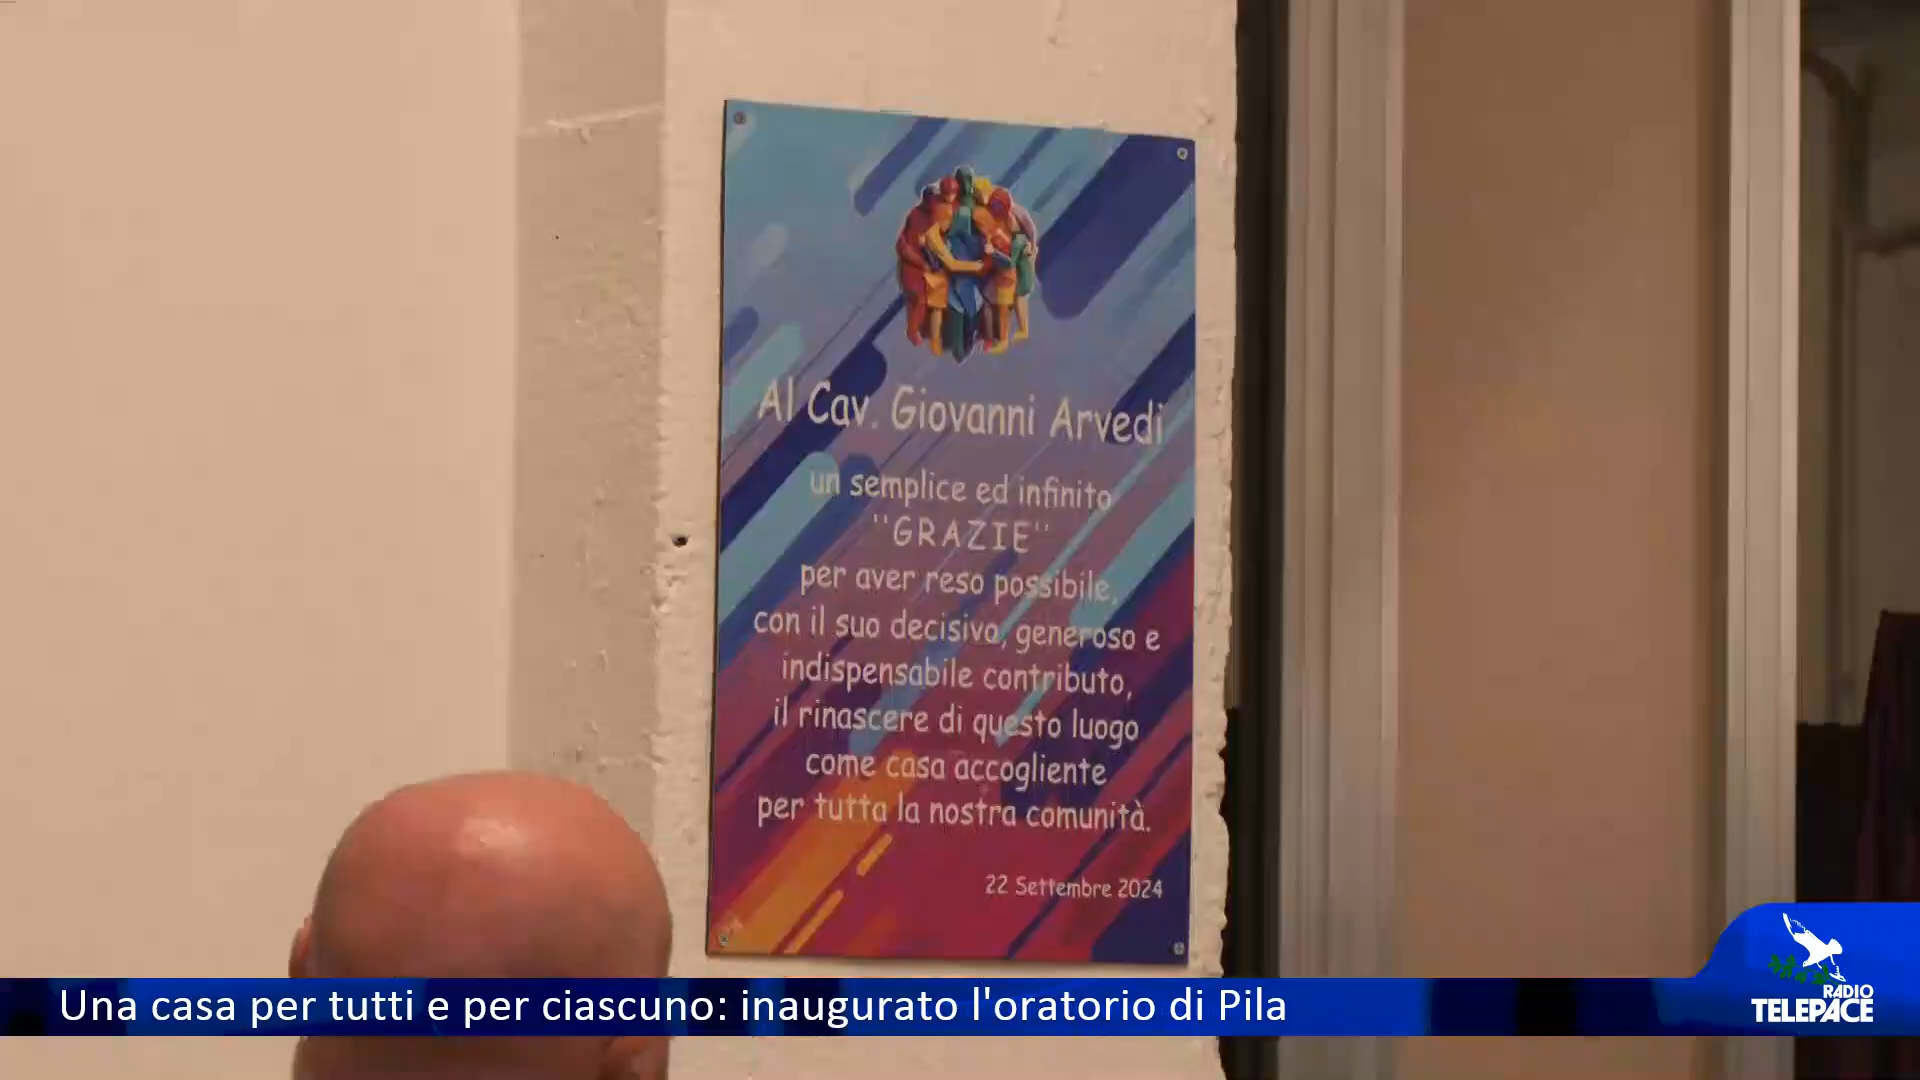 Al Cav. Giovanni Arvedi
un semplice ed infinito
"GRAZIE"
per aver reso possibile,
con il suo decisivo, generoso e
indispensabile contributo,
il rinascere di questo luogo
come casa accogliente
per tutta la nostra comunità.
22 Settembre 2024
Una casa per tutti e per ciascuno: inaugurato l'oratorio di Pila
RADIO
TELEPACE